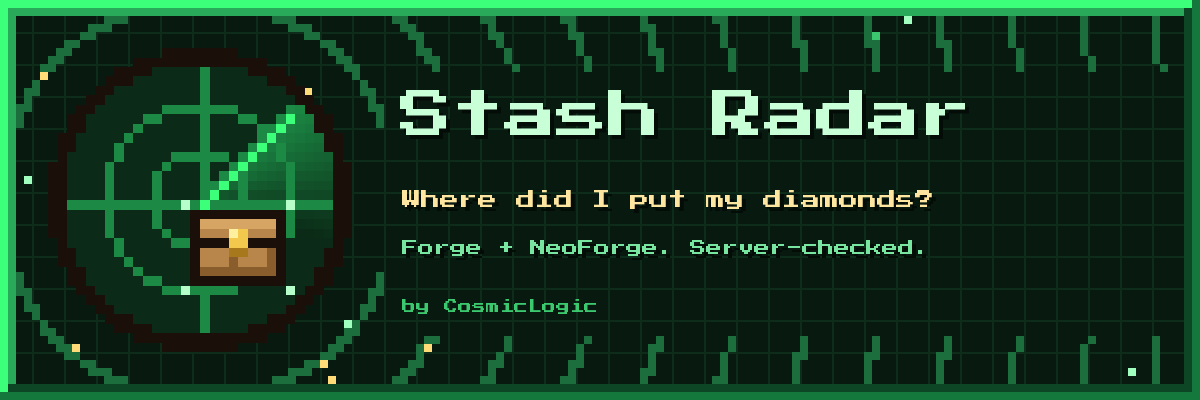 Stash Radar
Where did I put my diamonds?
Forge + NeoForge. Server-checked.
by CosmicLogic